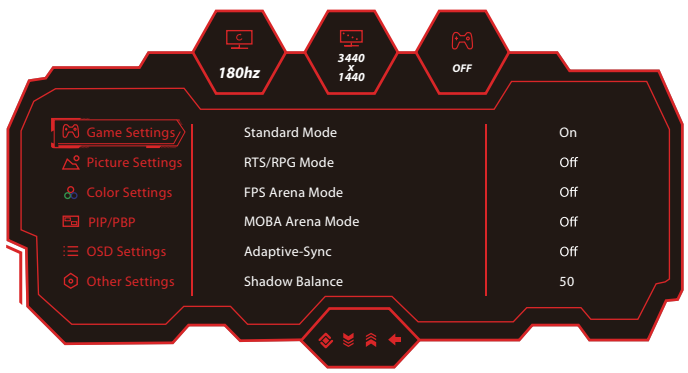 180hz
3440
x
1440
OFF
Game Settings Standard Mode On
Picture Settings RTS/RPG Mode Off
Color Settings FPS Arena Mode Off
PIP/PBP MOBA Arena Mode Off
OSD Settings Adaptive-Sync Off
Other Settings Shadow Balance 50